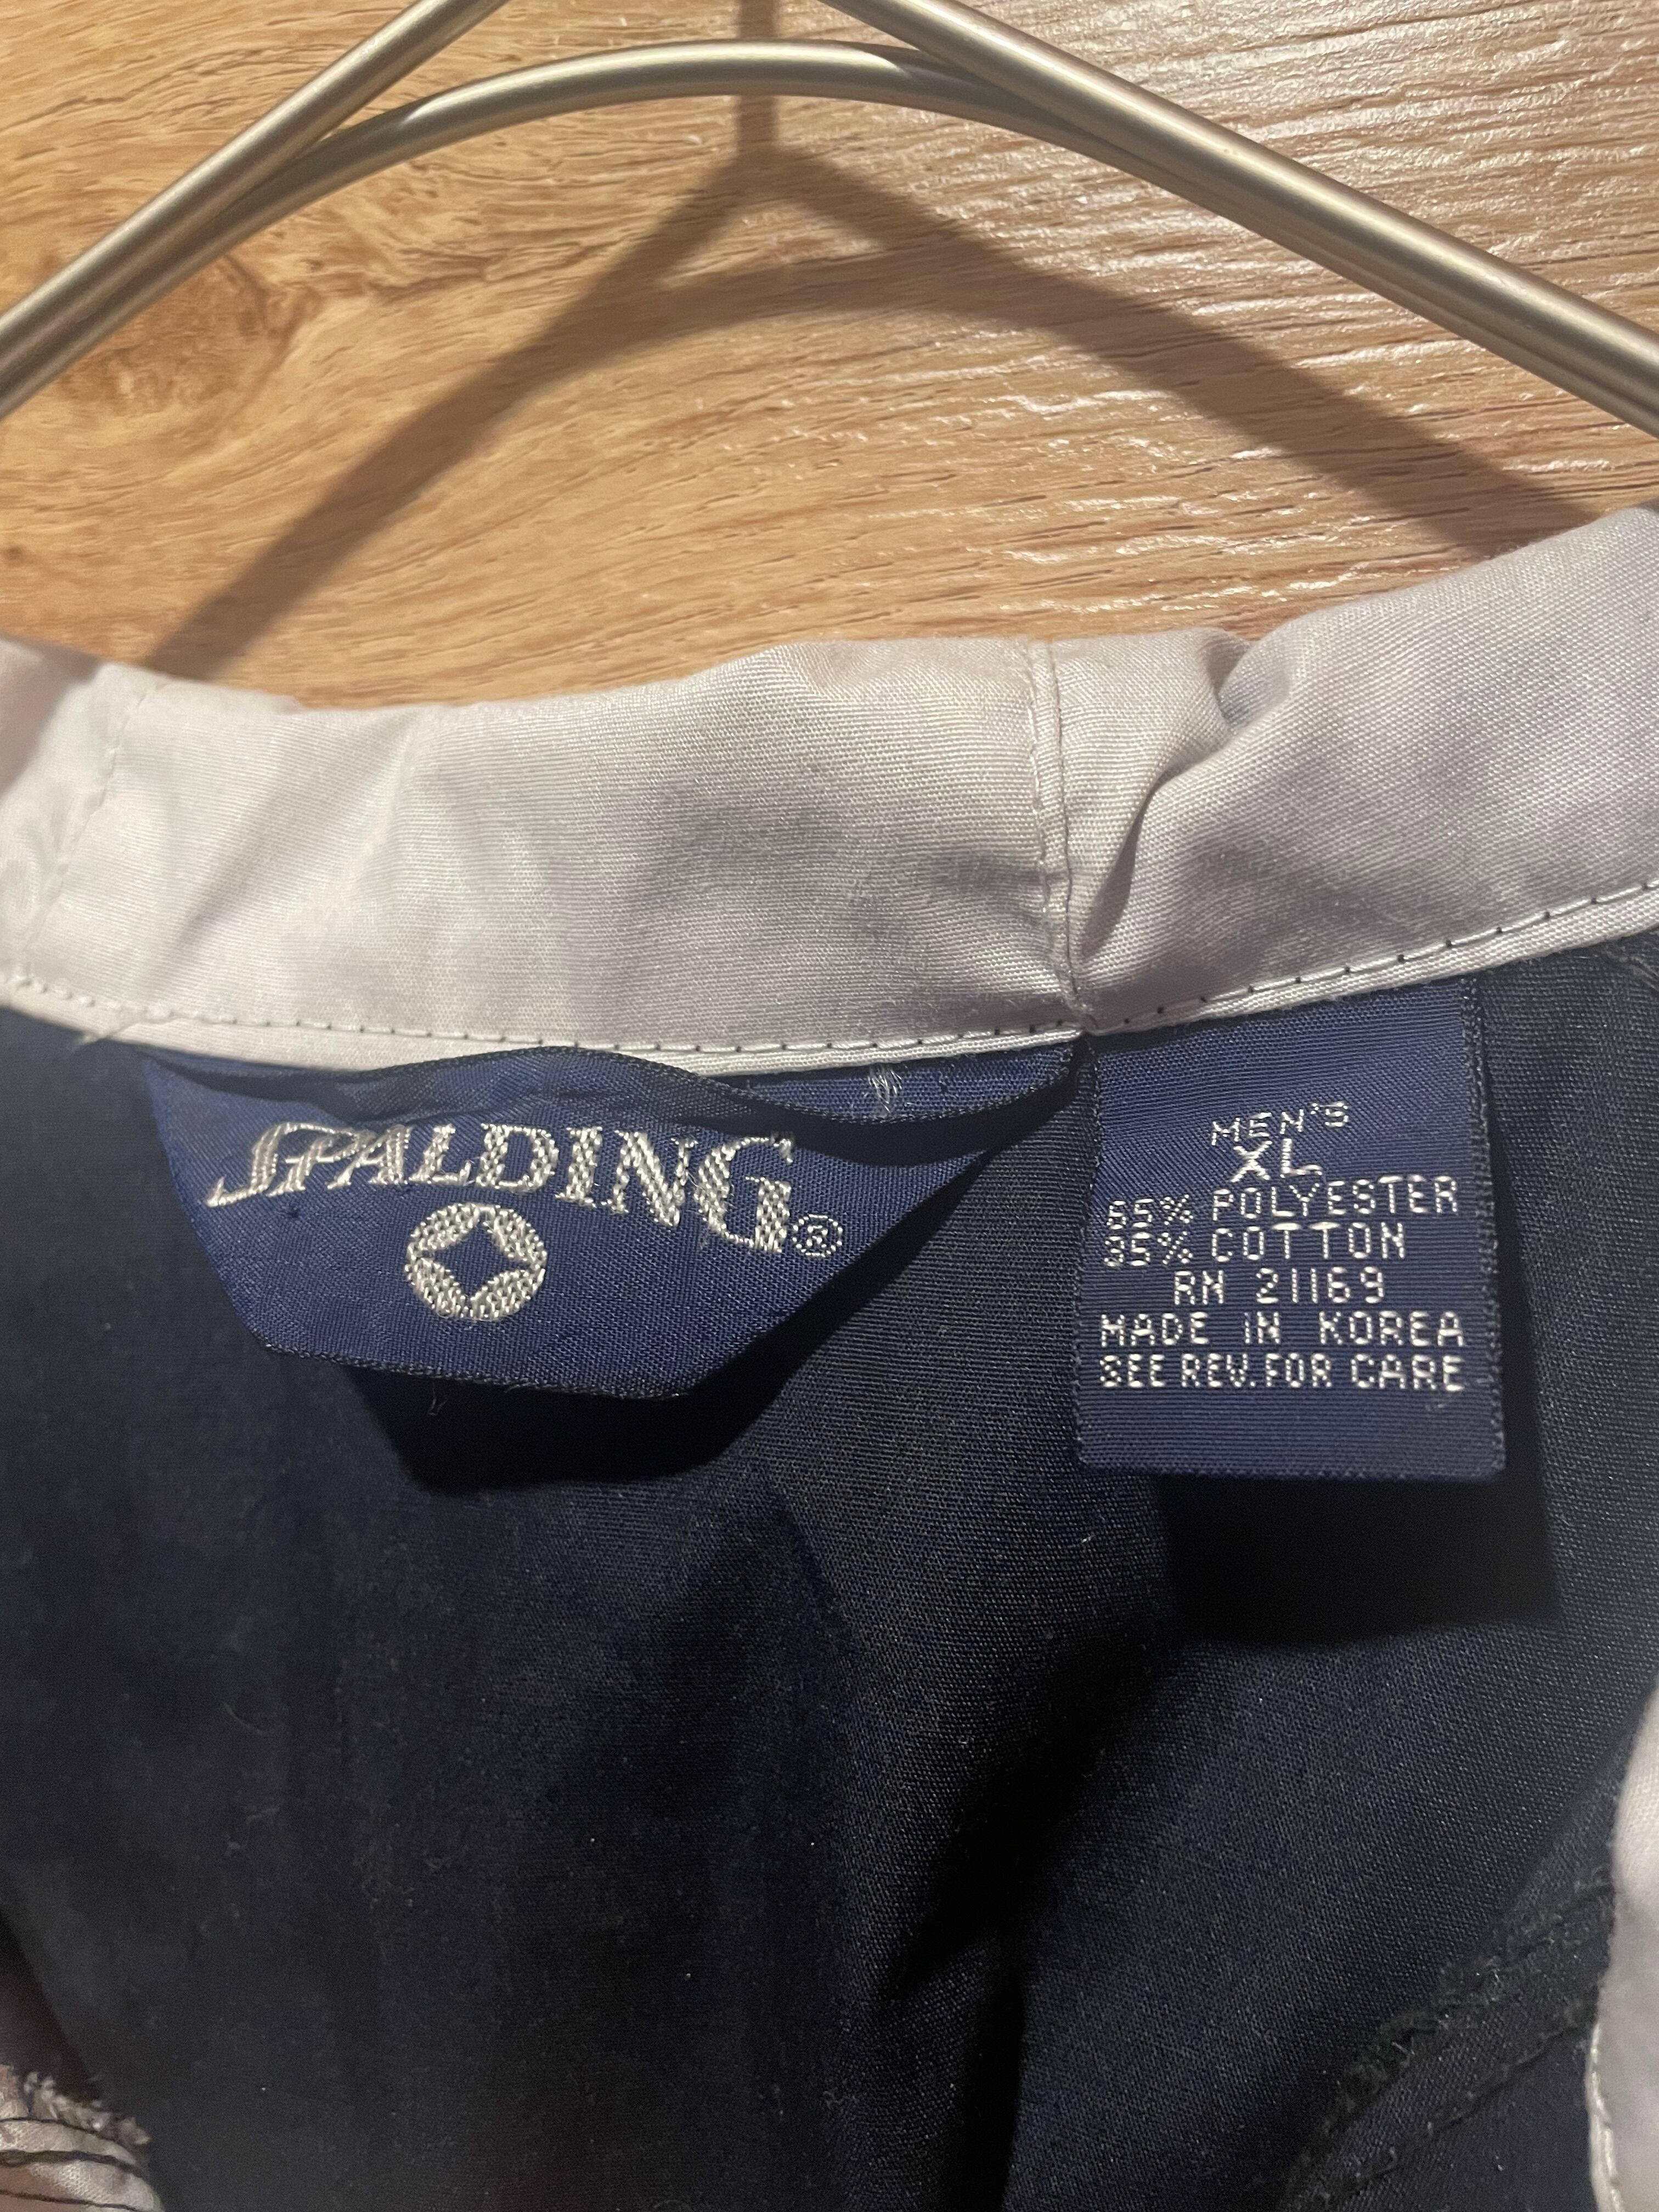 SPALDING®
MEN'S
XL
65% POLYESTER
35% COTTON
RN 21169
MADE IN KOREA
SEE REV. FOR CARE